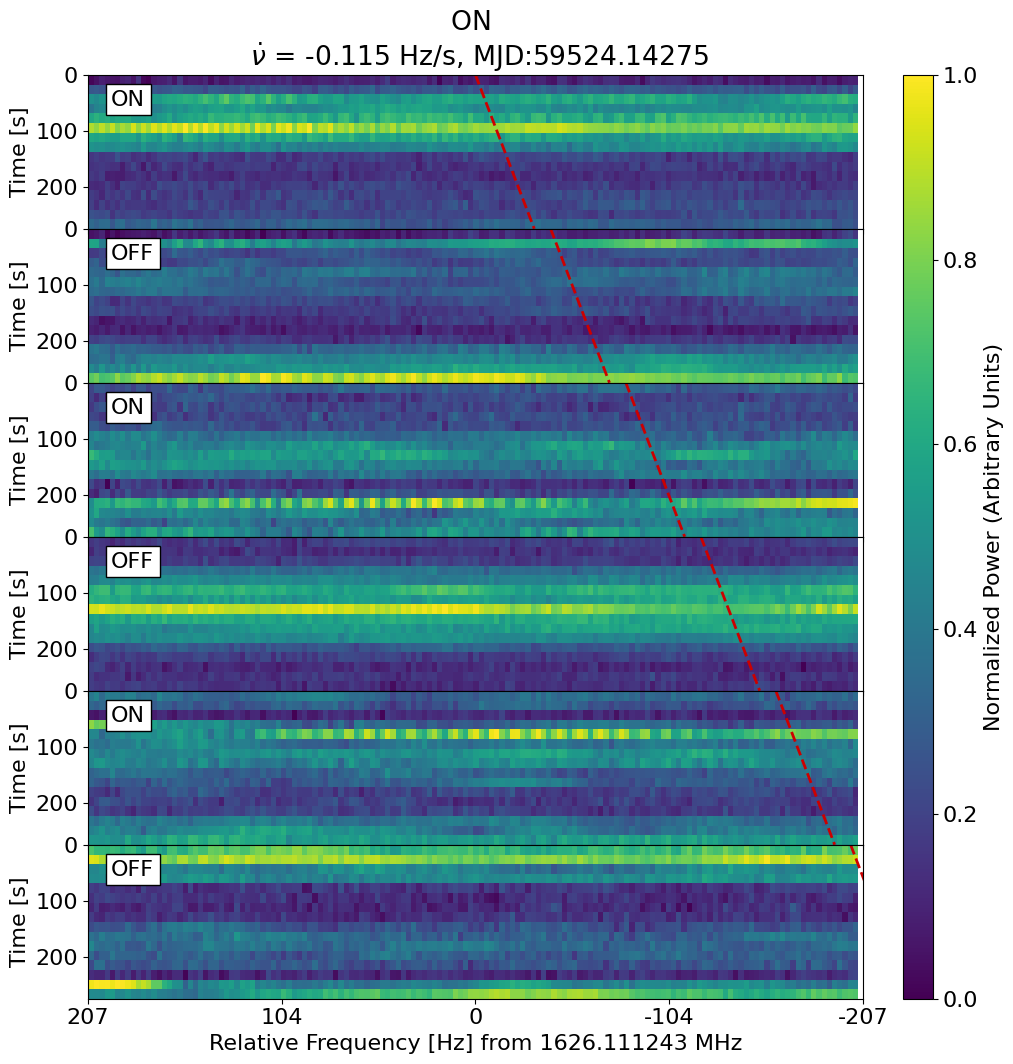 ON
ν̇ = -0.115 Hz/s, MJD:59524.14275
0
ON
Time [s]
100
200
0
OFF
Time [s]
100
200
0
ON
Time [s]
100
200
0
OFF
Time [s]
100
200
0
ON
Time [s]
100
200
0
OFF
Time [s]
100
200
207 104 0 -104 -207
Relative Frequency [Hz] from 1626.111243 MHz
1.0
0.8
0.6
0.4
0.2
0.0
Normalized Power (Arbitrary Units)